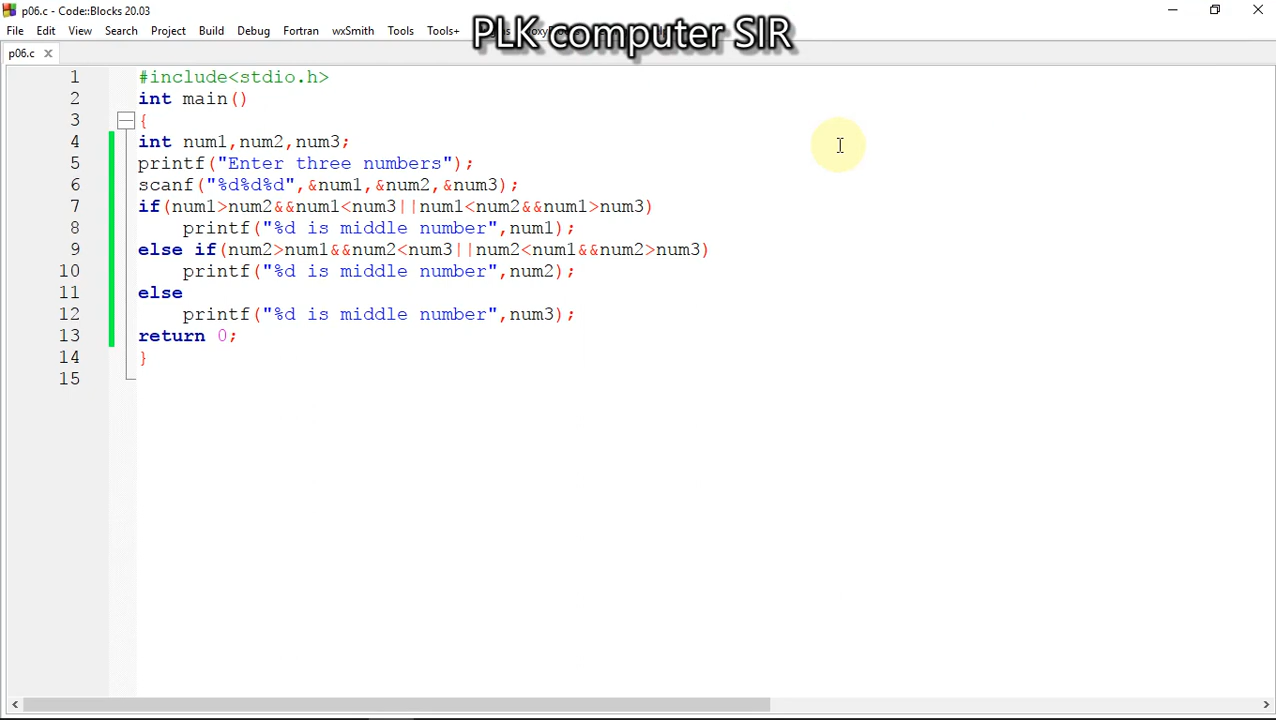 p06.c - Code::Blocks 20.03
PLK computer SIR
File Edit View Search Project Build Debug Fortran wxSmith Tools Tools+
p06.c
1 #include<stdio.h>
2 int main()
3 {
4 int num1,num2,num3;
5 printf("Enter three numbers");
6 scanf("%d%d%d",&num1,&num2,&num3);
7 if(num1>num2&&num1<num3||num1<num2&&num1>num3)
8 printf("%d is middle number",num1);
9 else if(num2>num1&&num2<num3||num2<num1&&num2>num3)
10 printf("%d is middle number",num2);
11 else
12 printf("%d is middle number",num3);
13 return 0;
14 }
15